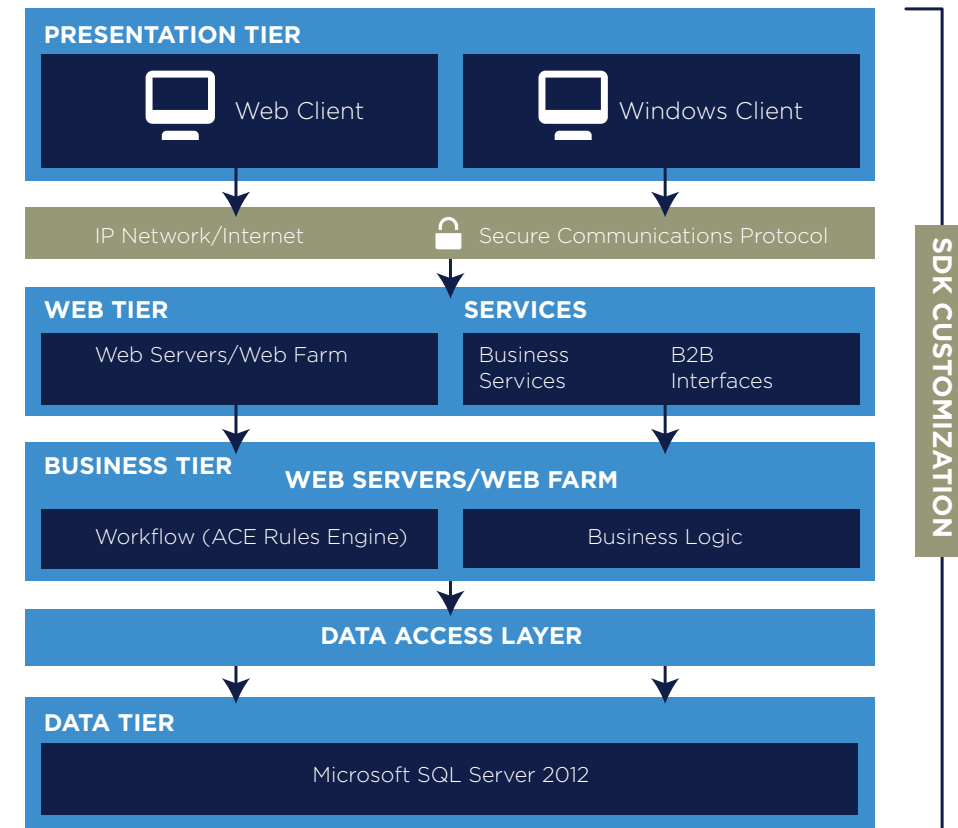 PRESENTATION TIER
Web Client
Windows Client
IP Network/Internet
Secure Communications Protocol
WEB TIER
SERVICES
Web Servers/Web Farm
Business
Services
B2B
Interfaces
BUSINESS TIER
WEB SERVERS/WEB FARM
Workflow (ACE Rules Engine)
Business Logic
DATA ACCESS LAYER
DATA TIER
Microsoft SQL Server 2012
SDK CUSTOMIZATION